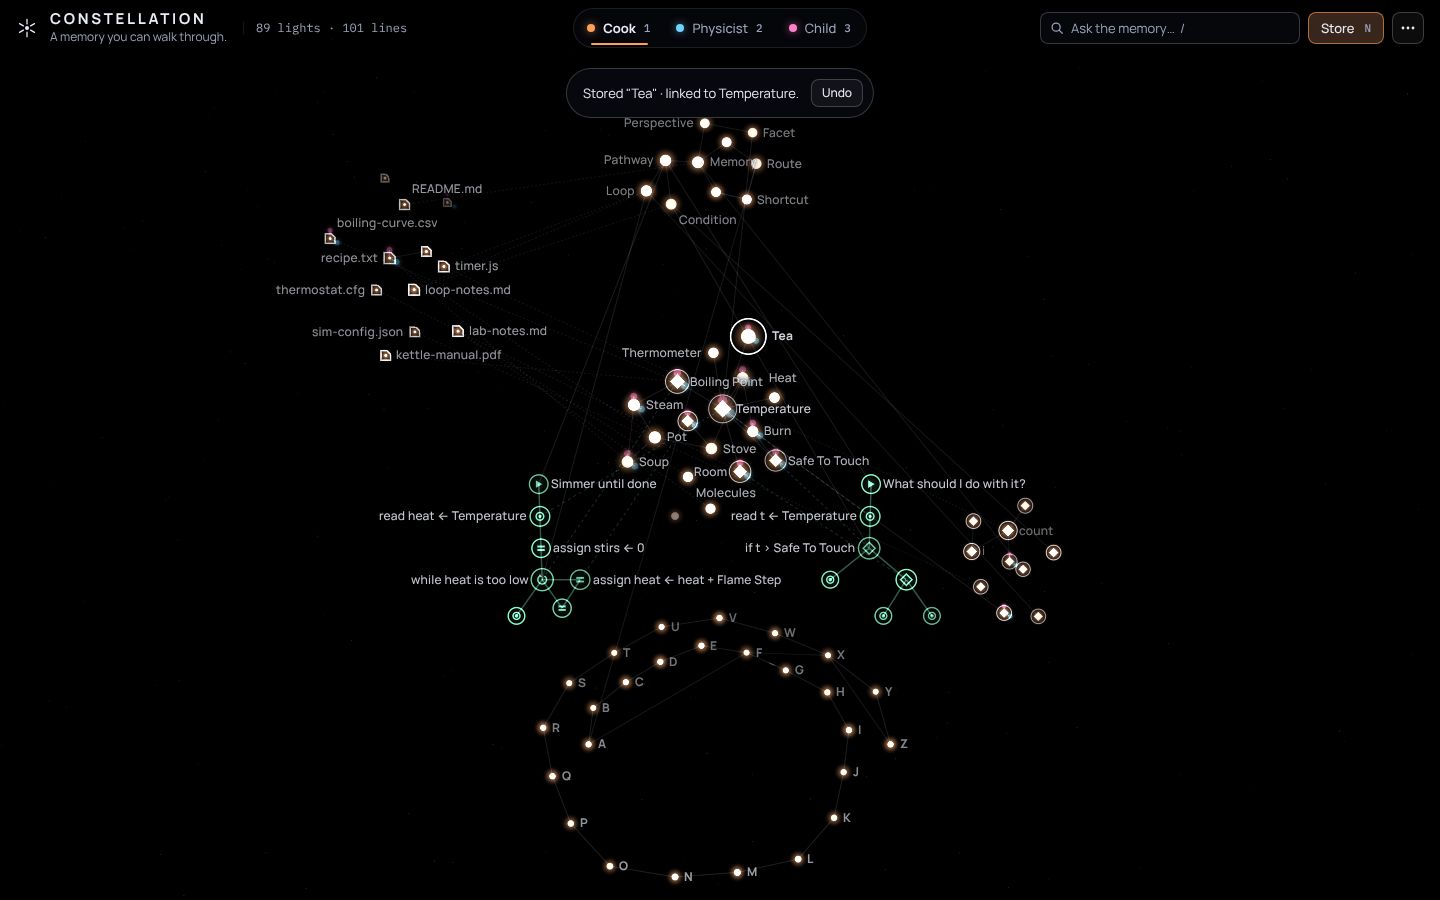 CONSTELLATION
A memory you can walk through.
89 lights · 101 lines
Cook 1
Physicist 2
Child 3
Ask the memory… /
Store N
Stored "Tea" · linked to Temperature.
Undo
Perspective
Facet
Pathway
Memory
Route
Loop
Shortcut
Condition
README.md
boiling-curve.csv
recipe.txt
timer.js
thermostat.cfg
loop-notes.md
sim-config.json
lab-notes.md
kettle-manual.pdf
Tea
Thermometer
Boiling Point
Heat
Steam
Temperature
Pot
Burn
Stove
Soup
Room
Safe To Touch
Molecules
Simmer until done
What should I do with it?
read heat ← Temperature
read t ← Temperature
count
assign stirs ← 0
if t > Safe To Touch
i
while heat is too low
assign heat ← heat + Flame Step
V
U
W
T
E
F
X
D
G
S
C
H
Y
B
R
A
I
Z
Q
J
P
K
O
L
N
M